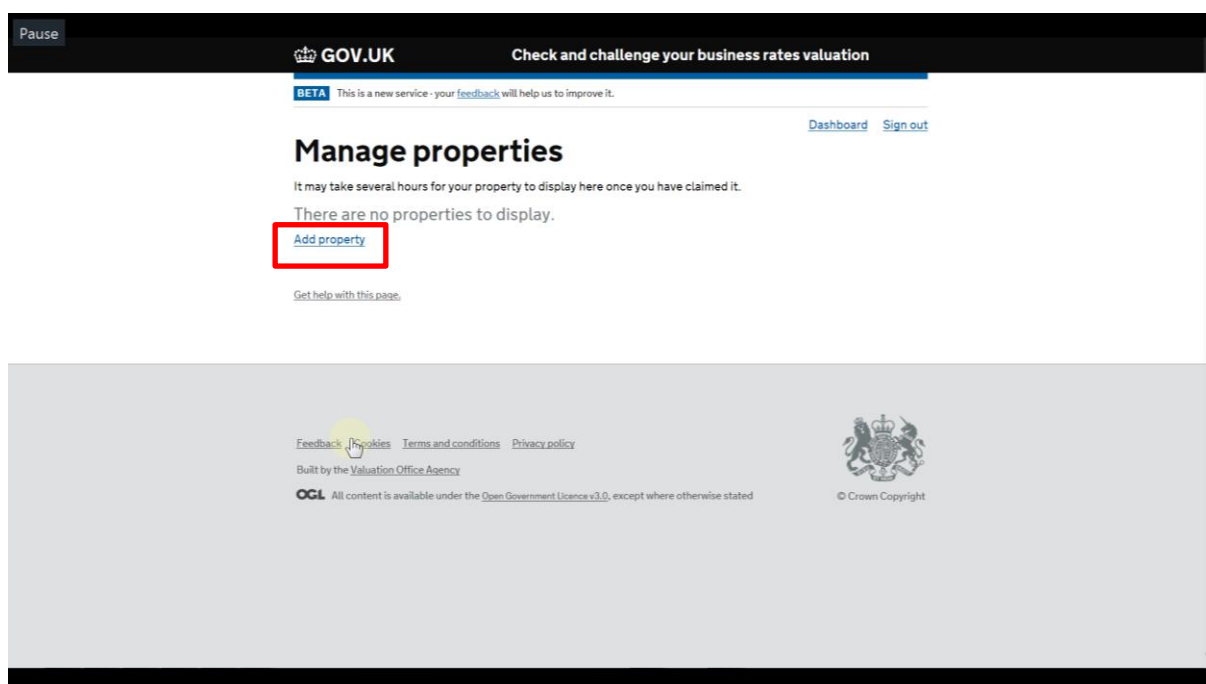 Pause
GOV.UK Check and challenge your business rates valuation
BETA This is a new service - your feedback will help us to improve it.
Dashboard Sign out
Manage properties
It may take several hours for your property to display here once you have claimed it.
There are no properties to display.
Add property
Get help with this page.
Feedback Cookies Terms and conditions Privacy policy
Built by the Valuation Office Agency
OGL All content is available under the Open Government Licence v3.0, except where otherwise stated
© Crown Copyright